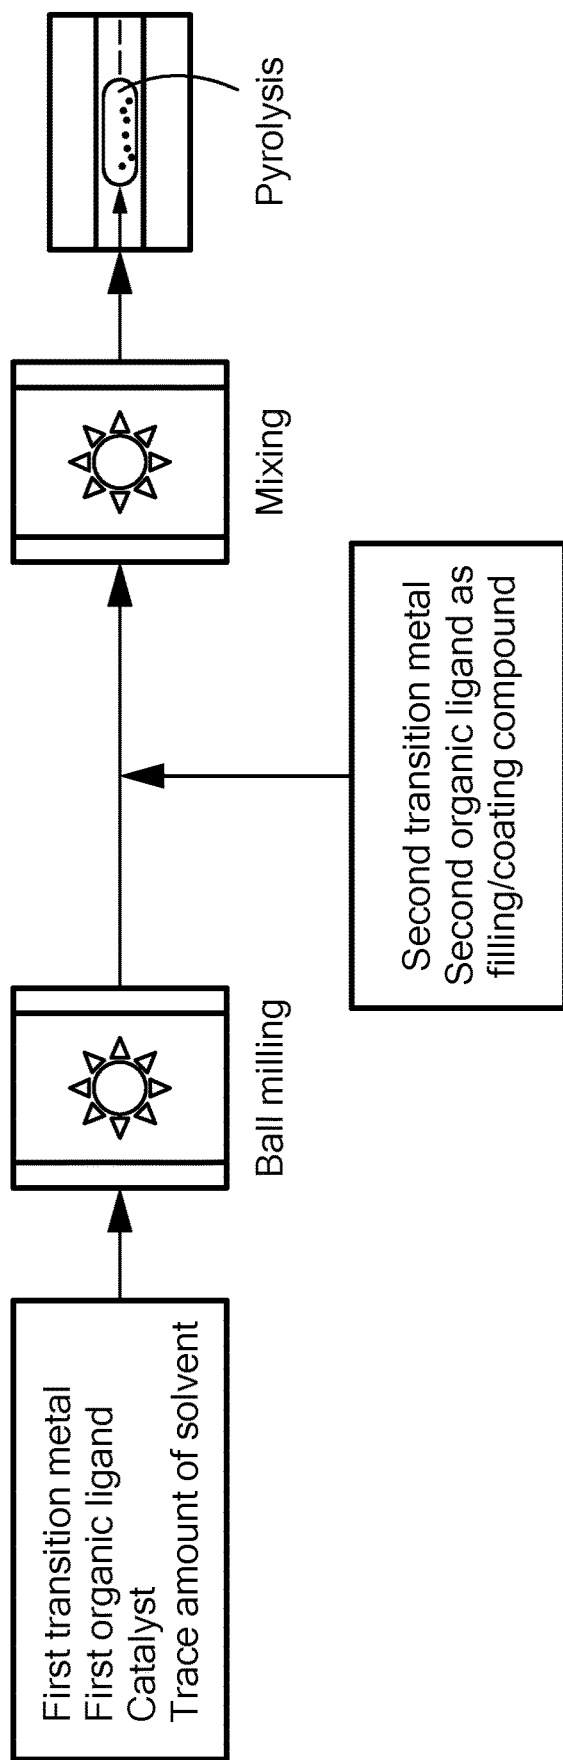 First transition metal
First organic ligand
Catalyst
Trace amount of solvent
Ball milling
Second transition metal
Second organic ligand as
filling/coating compound
Mixing
Pyrolysis